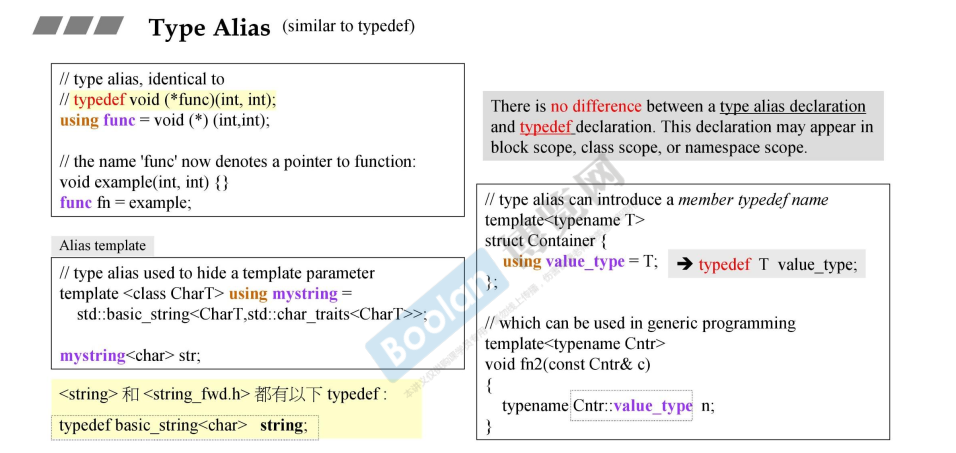 Type Alias (similar to typedef)
// type alias, identical to
// typedef void (*func)(int, int);
using func = void (*) (int,int);
// the name 'func' now denotes a pointer to function:
void example(int, int) {}
func fn = example;
Alias template
// type alias used to hide a template parameter
template <class CharT> using mystring =
std::basic_string<CharT,std::char_traits<CharT>>;
mystring<char> str;
<string> 和 <string_fwd.h> 都有以下 typedef :
typedef basic_string<char> string;
There is no difference between a type alias declaration
and typedef declaration. This declaration may appear in
block scope, class scope, or namespace scope.
// type alias can introduce a member typedef name
template<typename T>
struct Container {
using value_type = T; ➔ typedef T value_type;
};
// which can be used in generic programming
template<typename Cntr>
void fn2(const Cntr& c)
{
typename Cntr::value_type n;
}
Boolan 博览网